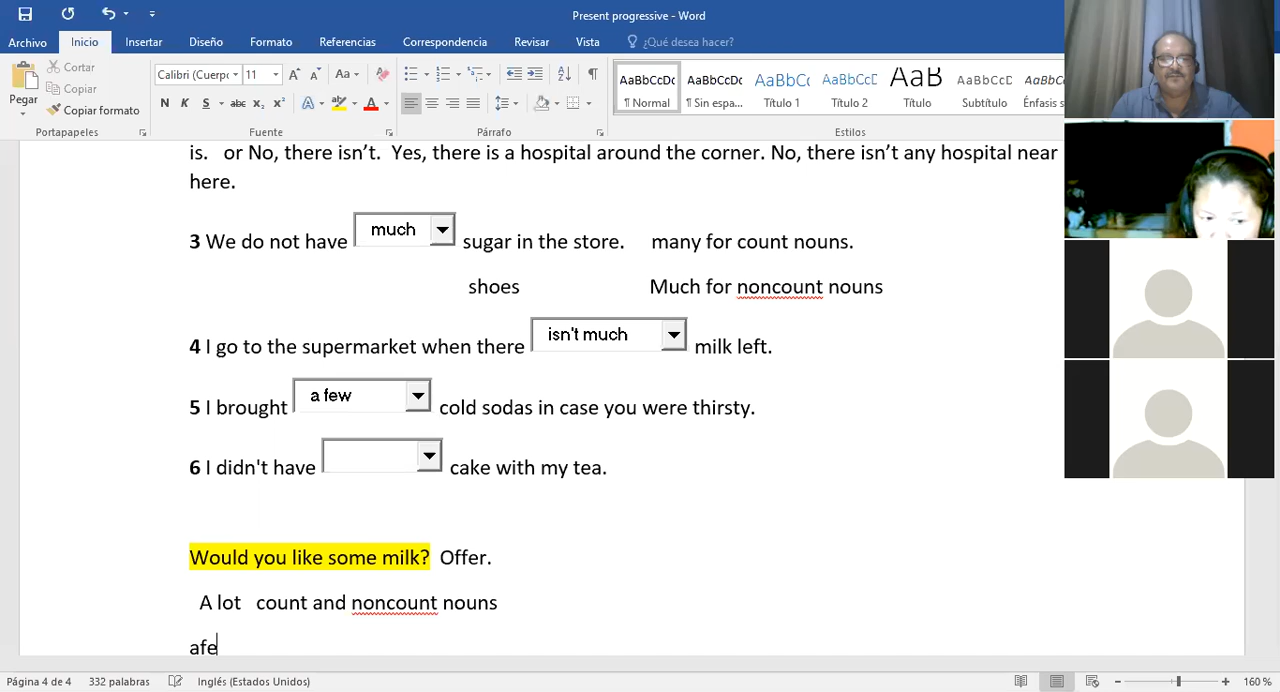 Present progressive - Word
Archivo Inicio Insertar Diseño Formato Referencias Correspondencia Revisar Vista ¿Qué desea hacer?
Pegar Cortar Copiar Copiar formato
Calibri (Cuerpo 11 A A Aa
N K S abc x₂ x² A A
AaBbCcDc AaBbCcDc AaBbCc AaBbCcD AaB AaBbCcD AaBbCcDc
¶ Normal ¶ Sin espa... Título 1 Título 2 Título Subtítulo Énfasis s
Portapapeles Fuente Párrafo Estilos
is. or No, there isn't. Yes, there is a hospital around the corner. No, there isn't any hospital near
here.
3 We do not have much sugar in the store. many for count nouns.
shoes Much for noncount nouns
4 I go to the supermarket when there isn't much milk left.
5 I brought a few cold sodas in case you were thirsty.
6 I didn't have cake with my tea.
Would you like some milk? Offer.
A lot count and noncount nouns
afe
Página 4 de 4 332 palabras Inglés (Estados Unidos) 160 %